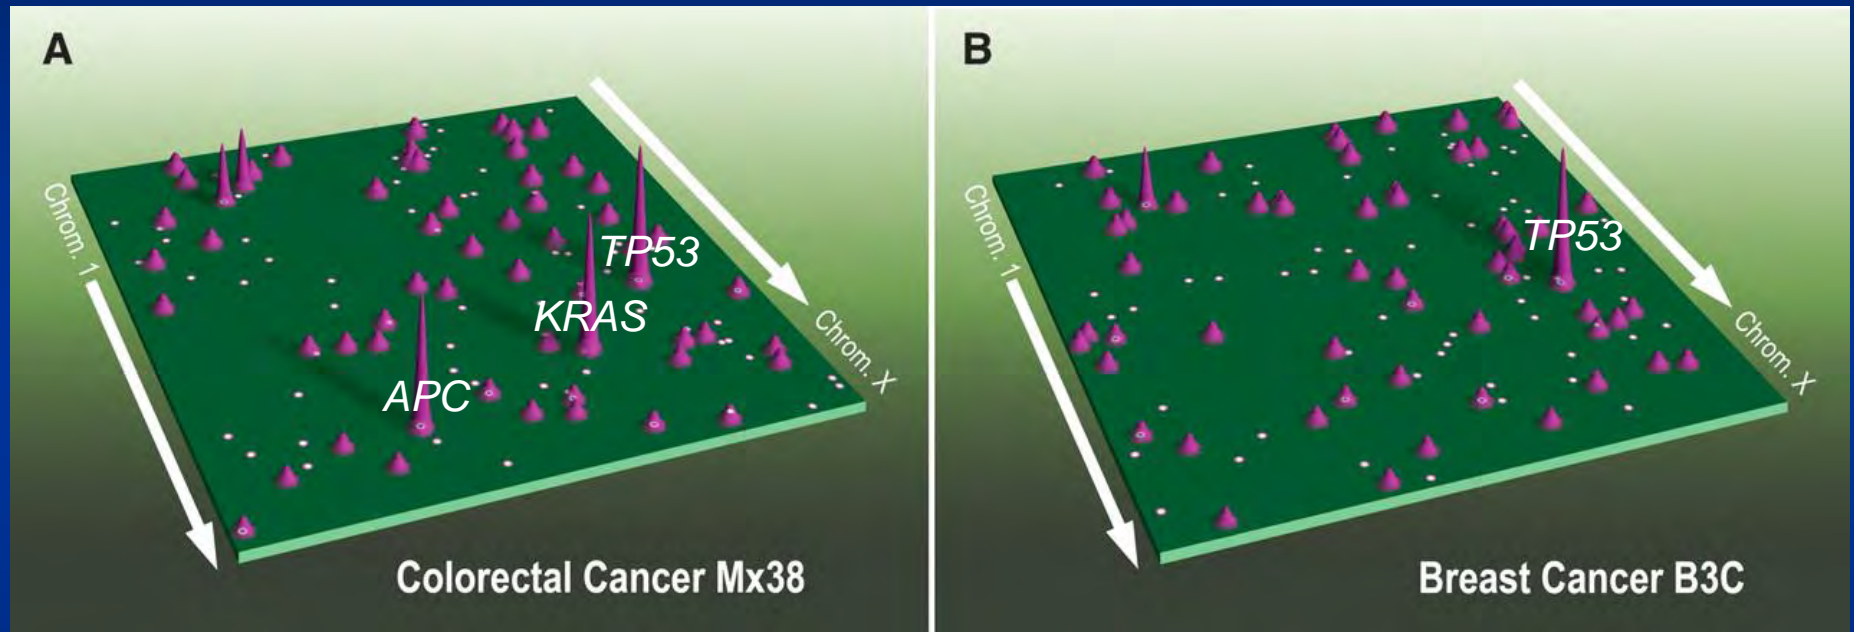 A
Chrom. 1
TP53
KRAS
APC
Chrom. X
Colorectal Cancer Mx38
B
Chrom. 1
TP53
Chrom. X
Breast Cancer B3C